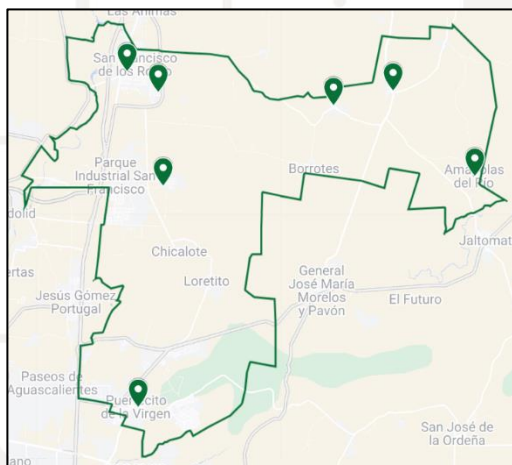 Las Ánimas
San Francisco
de los Romo
Parque
Industrial San
Francisco
Borrotes
Amapolas
del Río
Chicalote
Jaltomate
Loretito
General
José María
Morelos
y Pavón
Jesús Gómez
Portugal
El Futuro
Paseos de
Aguascalientes
Puertecito
de la Virgen
San José de
la Ordeña